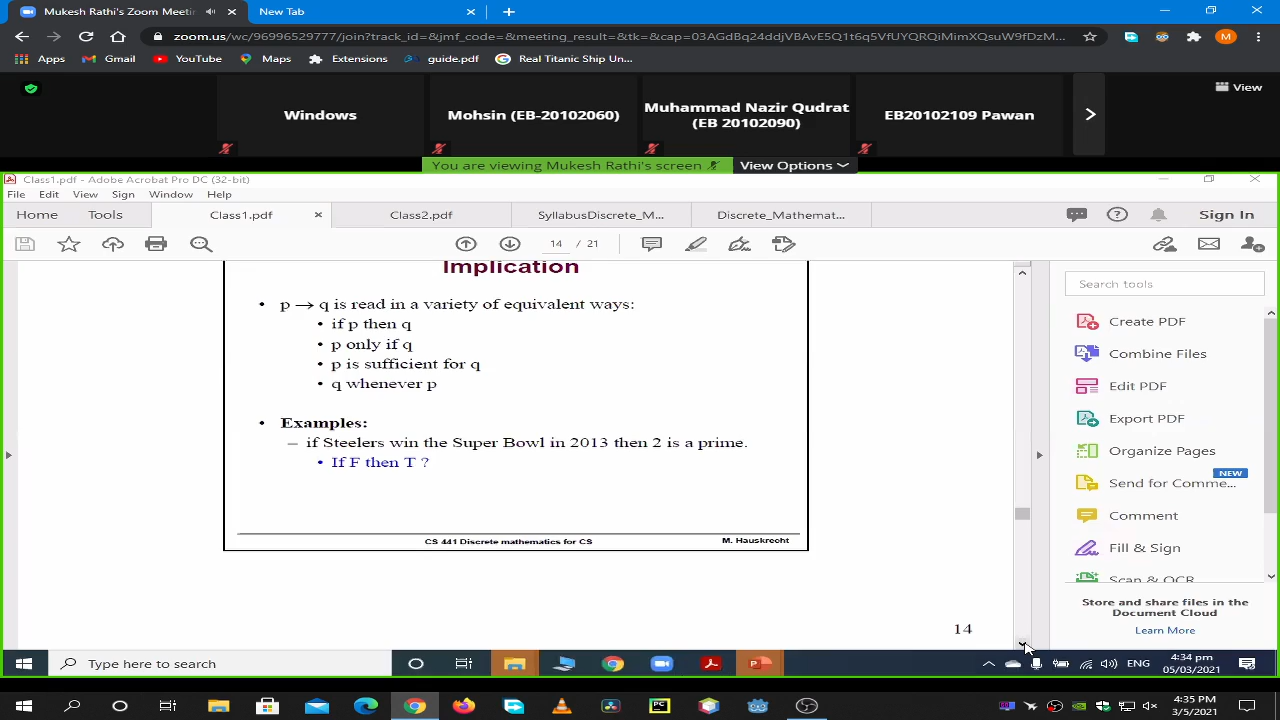 Mukesh Rathi's Zoom Meeti
New Tab
zoom.us/wc/96996529777/join?track_id=&jmf_code=&meeting_result=&tk=&cap=
Apps
Gmail
YouTube
Maps
Extensions
guide.pdf
Real Titanic Ship Un...
View
Windows
Mohsin (EB-20102060)
Muhammad Nazir Qudrat
(EB 20102090)
EB20102109 Pawan
You are viewing Mukesh Rathi's screen
View Options
Class1.pdf - Adobe Acrobat Pro DC (32-bit)
File Edit View Sign Window Help
Home Tools Class1.pdf × Class2.pdf SyllabusDiscrete_M... Discrete_Mathemat... Sign In
14 / 21
Implication
• p → q is read in a variety of equivalent ways:
• if p then q
• p only if q
• p is sufficient for q
• q whenever p
• Examples:
– if Steelers win the Super Bowl in 2013 then 2 is a prime.
• If F then T ?
CS 441 Discrete mathematics for CS
M. Hauskrecht
14
Search tools
Create PDF
Combine Files
Edit PDF
Export PDF
Organize Pages
NEW
Send for Comme...
Comment
Fill & Sign
Scan & OCR
Store and share files in the
Document Cloud
Learn More
Type here to search
ENG
4:34 pm
05/03/2021
4:35 PM
3/5/2021